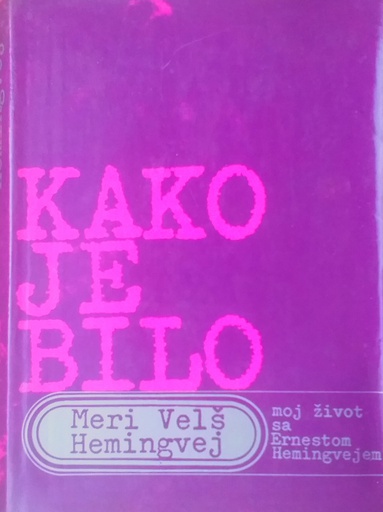 KAKO
JE
BILO
Meri Velš
Hemingvej
moj život
sa
Ernestom
Hemingvejem